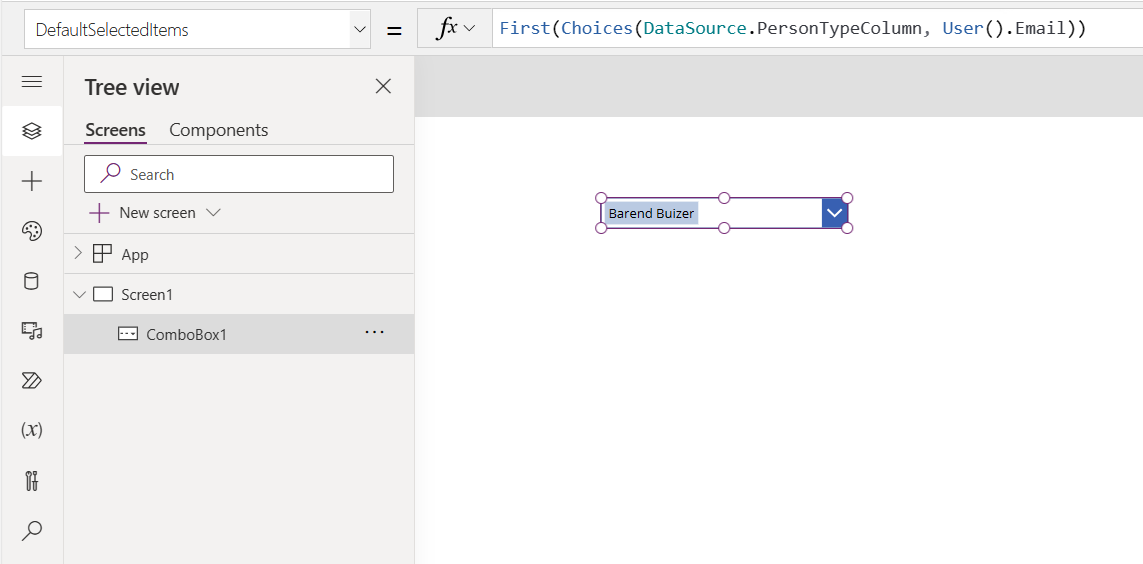 DefaultSelectedItems = fx First(Choices(DataSource.PersonTypeColumn, User().Email))
Tree view
Screens Components
Search
New screen
App
Screen1
ComboBox1 ...
(x)
Barend Buizer